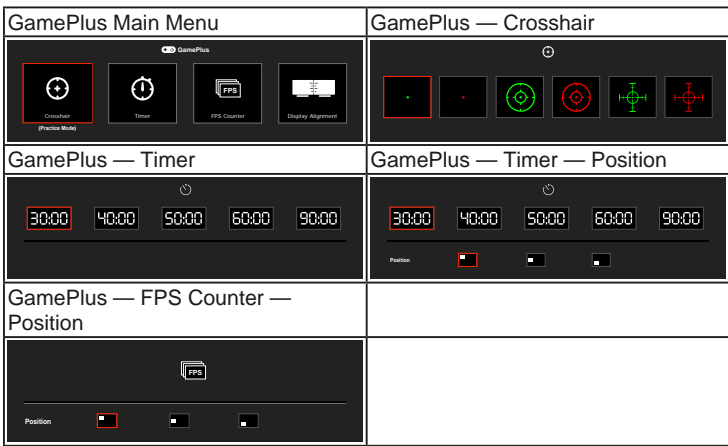 GamePlus Main Menu
GamePlus — Crosshair
GamePlus
Crosshair
Timer
FPS
FPS Counter
Display Alignment
(Practice Mode)
GamePlus — Timer
GamePlus — Timer — Position
30:00 40:00 50:00 60:00 90:00
30:00 40:00 50:00 60:00 90:00
Position
GamePlus — FPS Counter —
Position
FPS
Position